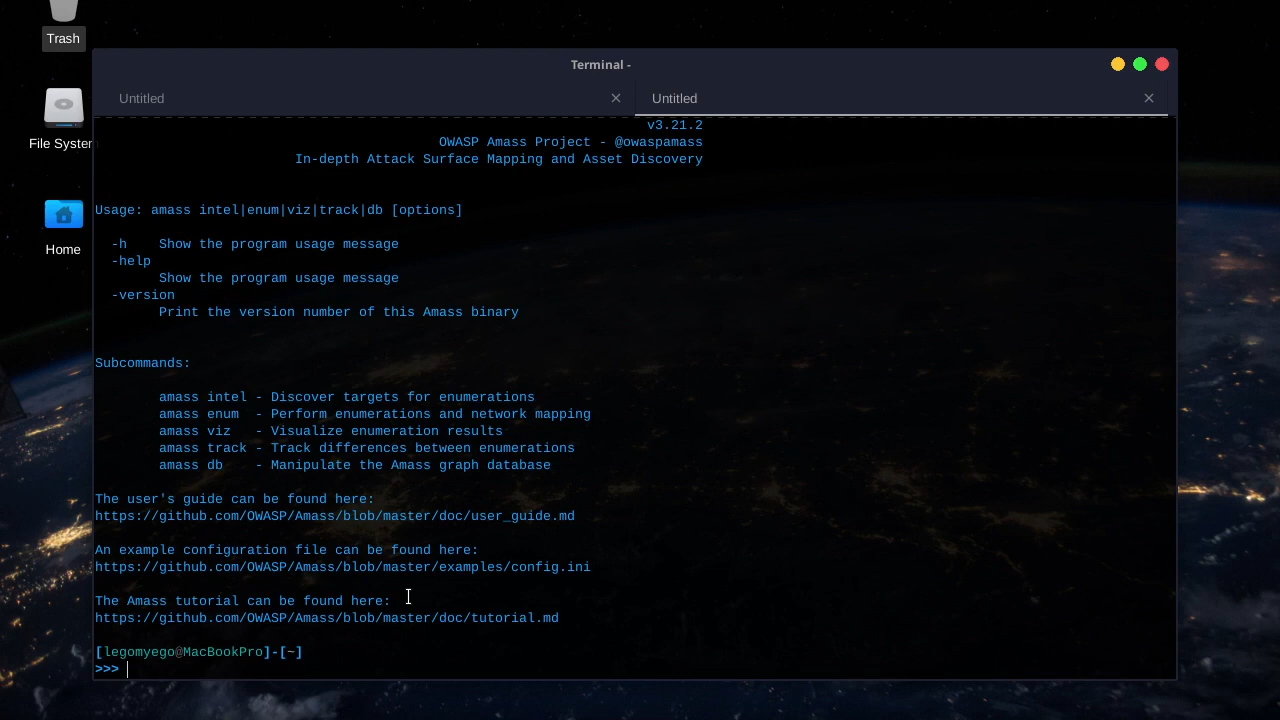 Trash
File System
Home
Terminal -
Untitled
Untitled
v3.21.2
OWASP Amass Project - @owaspamass
In-depth Attack Surface Mapping and Asset Discovery
Usage: amass intel|enum|viz|track|db [options]
-h    Show the program usage message
-help
Show the program usage message
-version
Print the version number of this Amass binary
Subcommands:
amass intel - Discover targets for enumerations
amass enum  - Perform enumerations and network mapping
amass viz   - Visualize enumeration results
amass track - Track differences between enumerations
amass db    - Manipulate the Amass graph database
The user's guide can be found here:
https://github.com/OWASP/Amass/blob/master/doc/user_guide.md
An example configuration file can be found here:
https://github.com/OWASP/Amass/blob/master/examples/config.ini
The Amass tutorial can be found here:
https://github.com/OWASP/Amass/blob/master/doc/tutorial.md
[legomyego@MacBookPro]-[~]
>>>